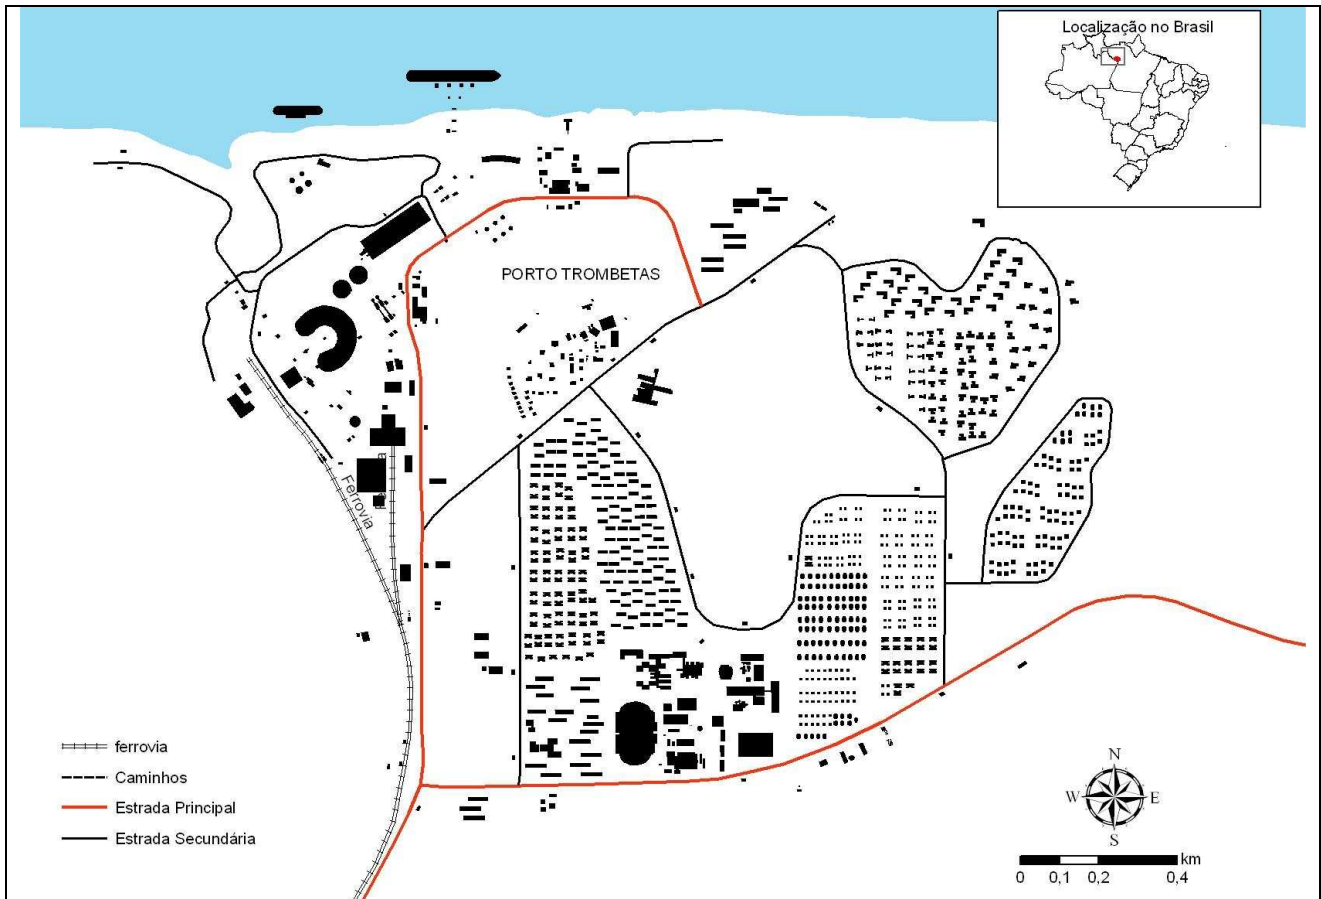 Localização no Brasil
PORTO TROMBETAS
Ferrovia
ferrovia
Caminhos
Estrada Principal
Estrada Secundária
N
W E
S
km
0 0,1 0,2 0,4